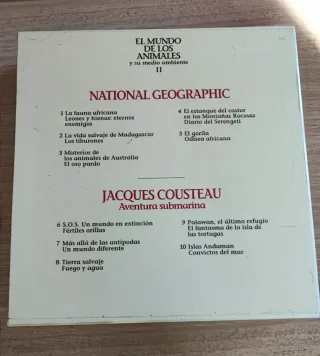 EL MUNDO
DE LOS
ANIMALES
y su medio ambiente
II
NATIONAL GEOGRAPHIC
1 La fauna africana
Leones y hienas: eternos
enemigos
2 La vida salvaje de Madagascar
Los tiburones
3 Misterios de
los animales de Australia
El oso pardo
4 El estanque del castor
en las Montañas Rocosas
Diario del Serengeti
5 El gorila
Odisea africana
JACQUES COUSTEAU
Aventura submarina
6 S.O.S. Un mundo en extinción
Fértiles orillas
7 Más allá de las antípodas
Un mundo diferente
8 Tierra salvaje
Fuego y agua
9 Palawan, el último refugio
El fantasma de la isla de
las tortugas
10 Islas Andaman
Convictos del mar